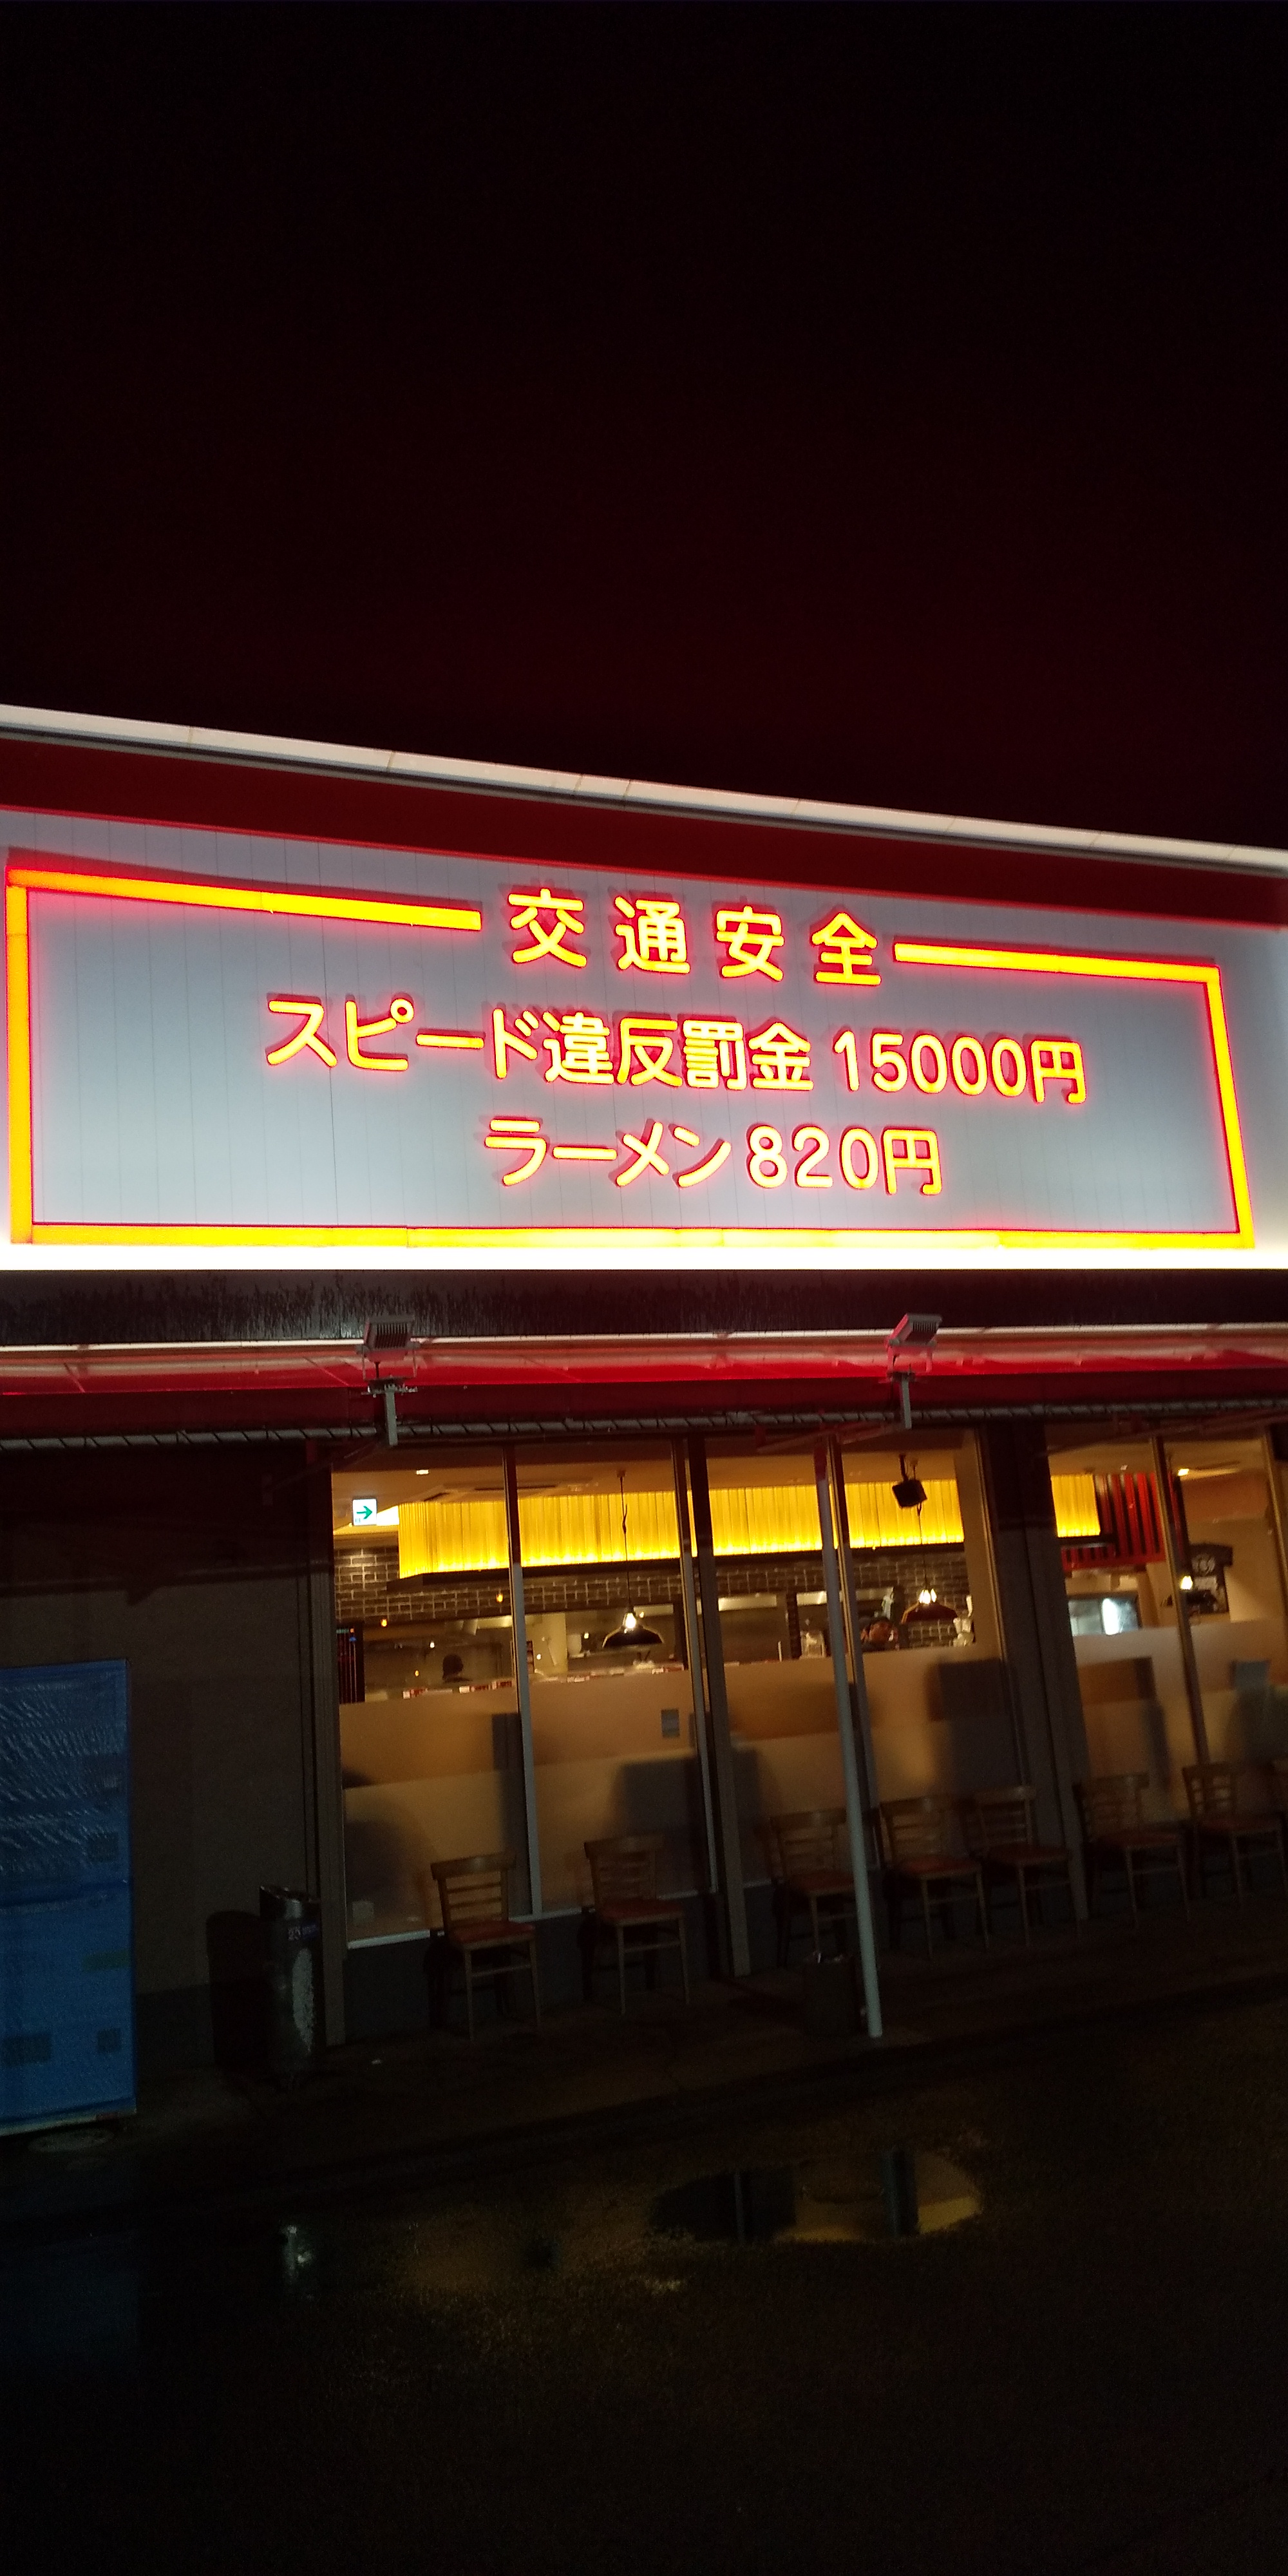 交通安全
スピード違反罰金 15000円
ラーメン 820円